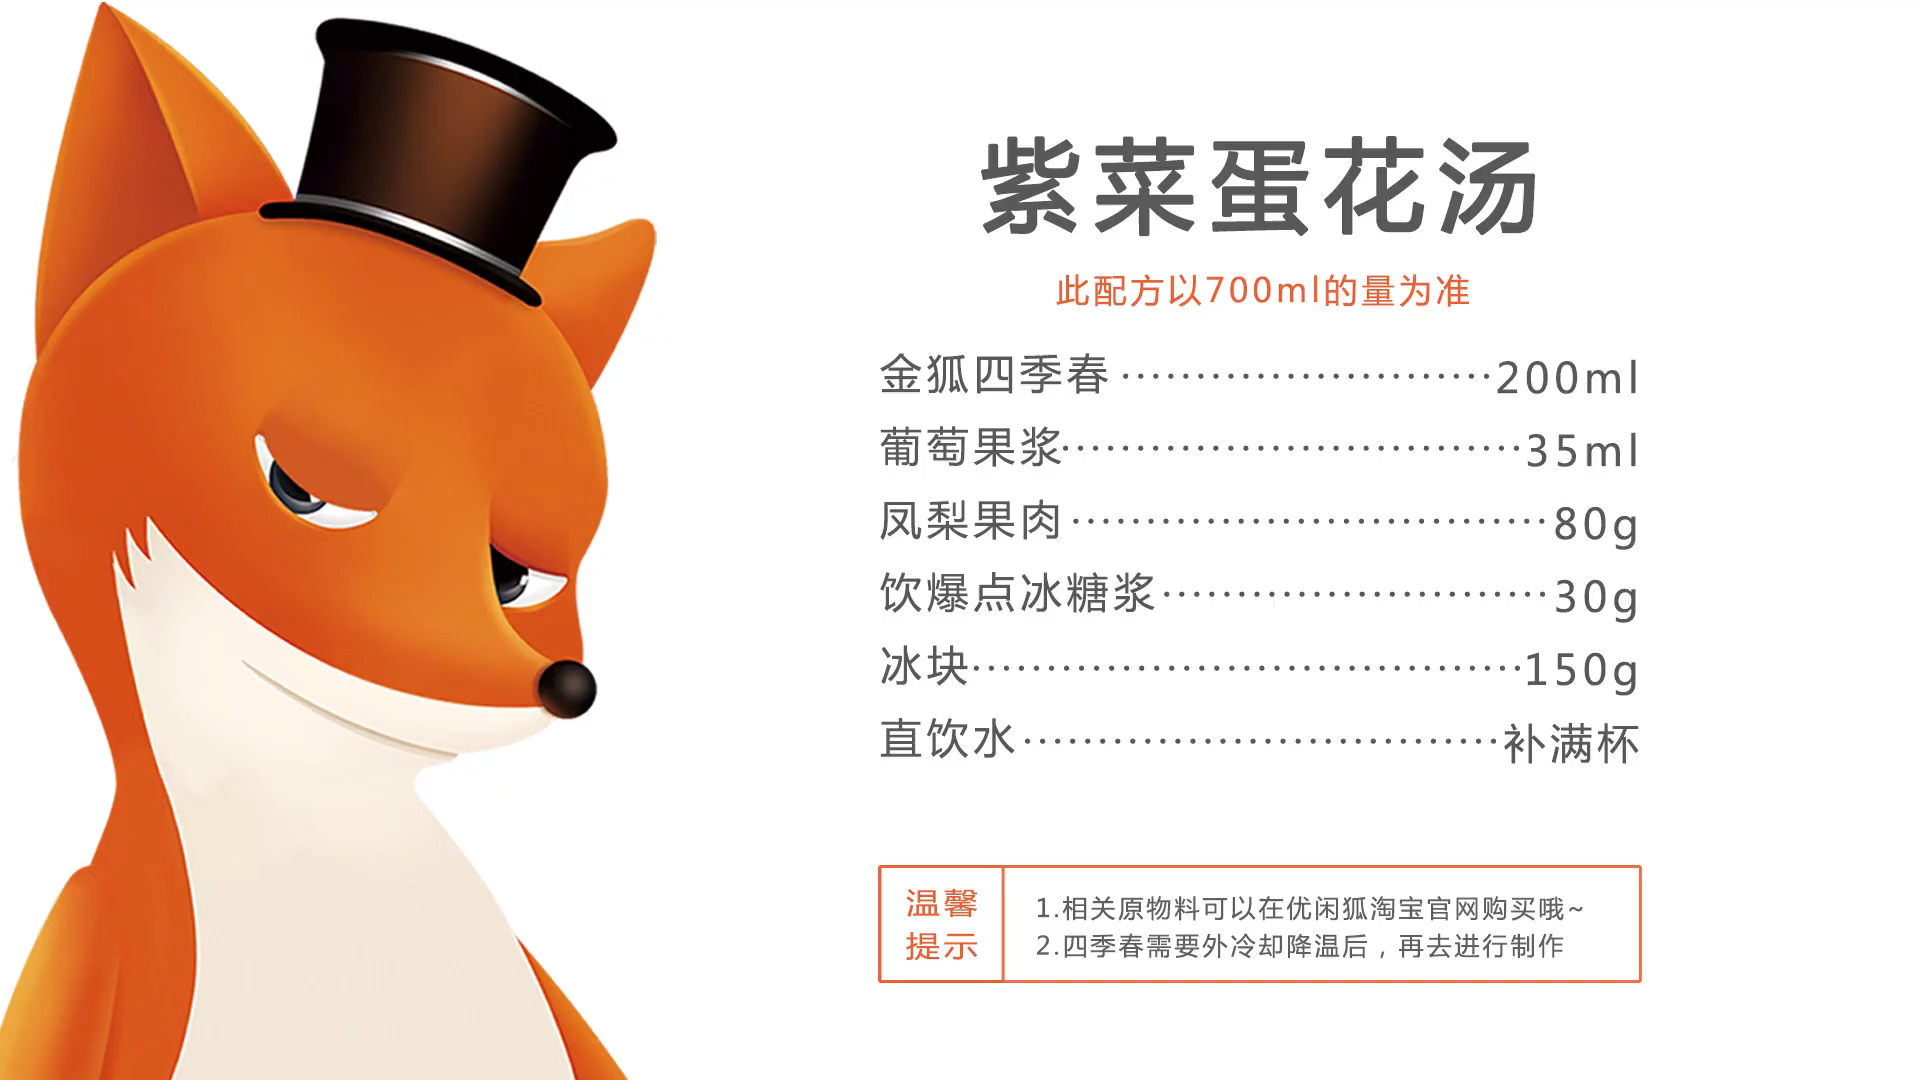 紫菜蛋花汤
此配方以700ml的量为准
金狐四季春························200ml
葡萄果浆······························35ml
凤梨果肉·······························80g
饮爆点冰糖浆·························30g
冰块····································150g
直饮水·······························补满杯
温馨提示
1.相关原物料可以在优闲狐淘宝官网购买哦~
2.四季春需要外冷却降温后，再去进行制作